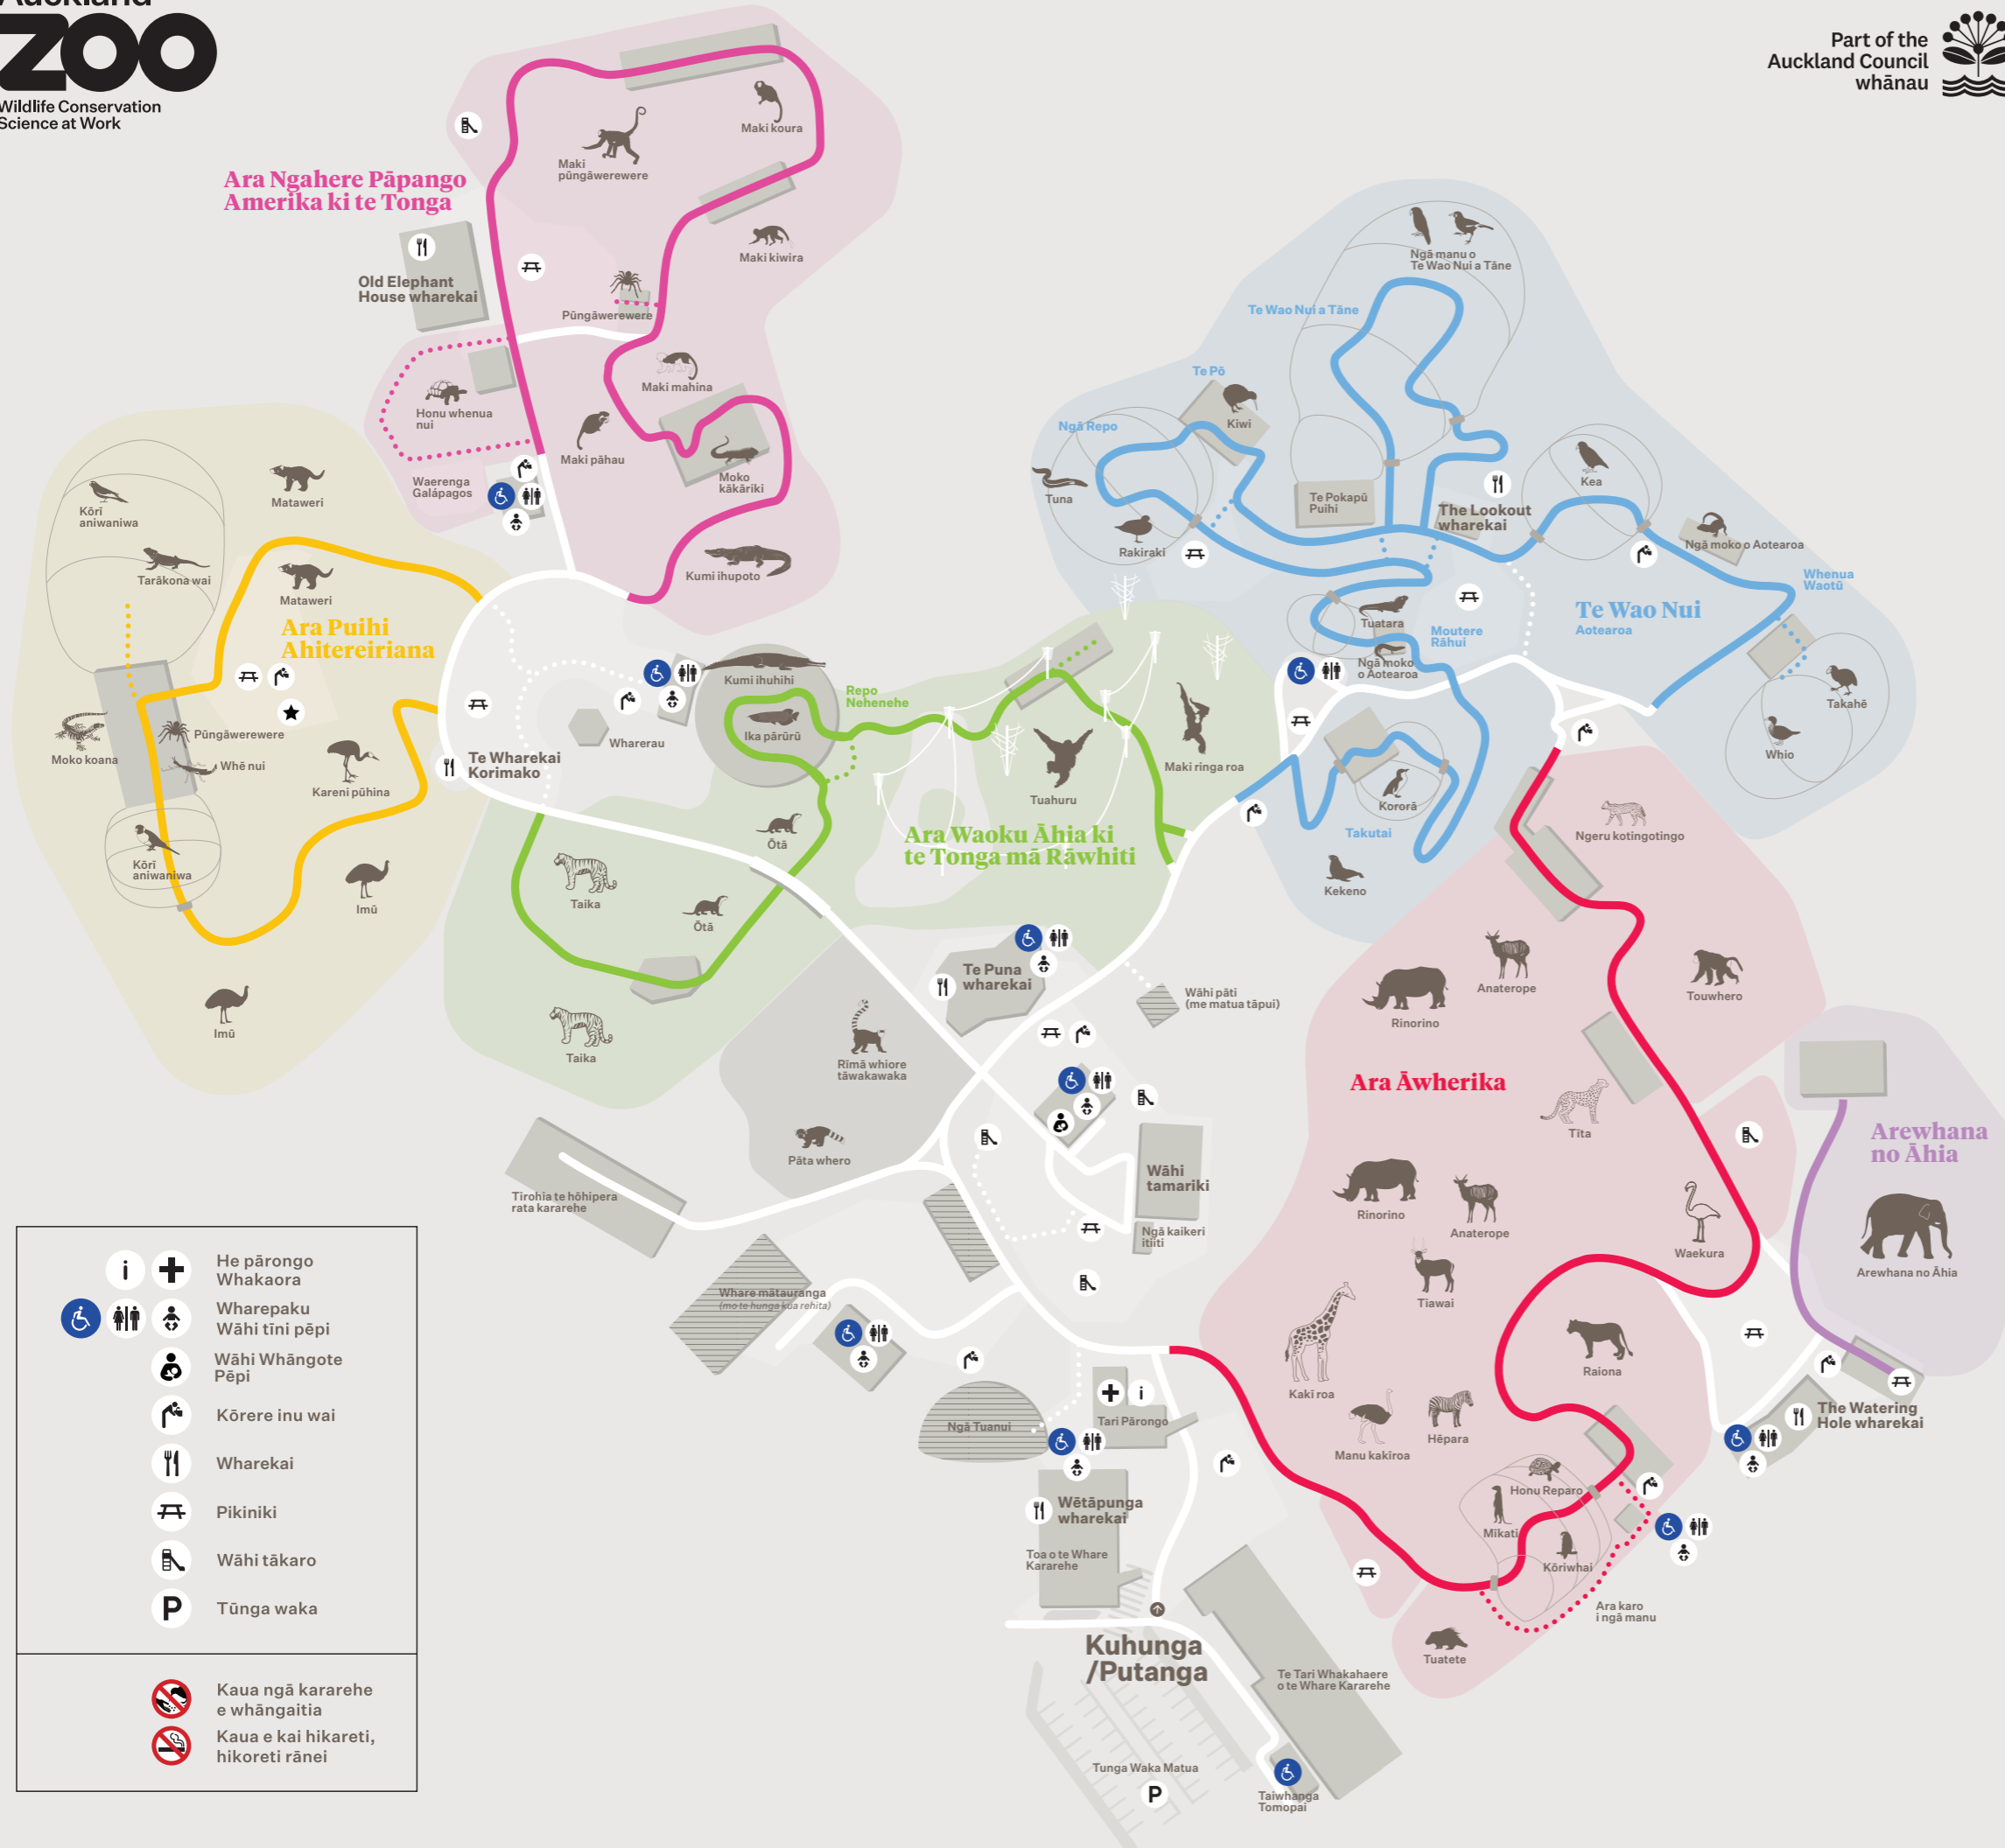 Auckland
ZOO
Wildlife Conservation
Science at Work
Part of the
Auckland Council
whānau
Ara Ngahere Pāpango
Amerika ki te Tonga
Maki
pūngāwerewere
Maki koura
Maki kiwira
Old Elephant
House wharekai
Pūngāwerewere
Maki mahina
Honu whenua
nui
Maki pāhau
Moko
kākāriki
Waerenga
Galápagos
Kumi ihupoto
Kōrī
aniwaniwa
Mataweri
Tarākona wai
Mataweri
Ara Puihi
Ahitereiriana
Moko koana
Pūngāwerewere
Whē nui
Kareni pūhina
Kōrī
aniwaniwa
Imū
Imū
Te Wharekai
Korimako
Wharerau
Kumi ihuhihi
Ika pārūrū
Repo
Nehenehe
Tuahuru
Maki ringa roa
Ara Waoku Āhia ki
te Tonga mā Rāwhiti
Ōtā
Ōtā
Taika
Taika
Ngā manu o
Te Wao Nui a Tāne
Te Wao Nui a Tāne
Te Pō
Kiwi
Ngā Repo
Tuna
Rakiraki
Te Pokapū
Puihi
The Lookout
wharekai
Kea
Ngā moko o Aotearoa
Whenua
Waotū
Te Wao Nui
Aotearoa
Tuatara
Moutere
Rāhui
Ngā moko
o Aotearoa
Takahē
Whio
Kororā
Takutai
Kekeno
Te Puna
wharekai
Wāhi pāti
(me matua tāpui)
Rīmā whiore
tāwakawaka
Pāta whero
Tirohia te hōhipera
rata kararehe
Wāhi
tamariki
Ngā kaikeri
itiiti
Whare mātauranga
(mo te hunga kua rehita)
Ngā Tuanui
Tari Pārongo
i
Wētāpunga
wharekai
Toa o te Whare
Kararehe
Kuhunga
/Putanga
Te Tari Whakahaere
o te Whare Kararehe
Tunga Waka Matua
P
Taiwhanga
Tomopai
Ngeru kotingotingo
Anaterope
Rinorino
Touwhero
Ara Āwherika
Tīta
Rinorino
Anaterope
Waekura
Tiawai
Kakī roa
Raiona
Manu kakīroa
Hēpara
Honu Reparo
Mīkati
Kōriwhai
Ara karo
i ngā manu
Tuatete
Arewhana
no Āhia
Arewhana no Āhia
The Watering
Hole wharekai
i
He pārongo
Whakaora
Wharepaku
Wāhi tīni pēpi
Wāhi Whāngote
Pēpi
Kōrere inu wai
Wharekai
Pikiniki
Wāhi tākaro
P
Tūnga waka
Kaua ngā kararehe
e whāngaitia
Kaua e kai hikareti,
hikoreti rānei